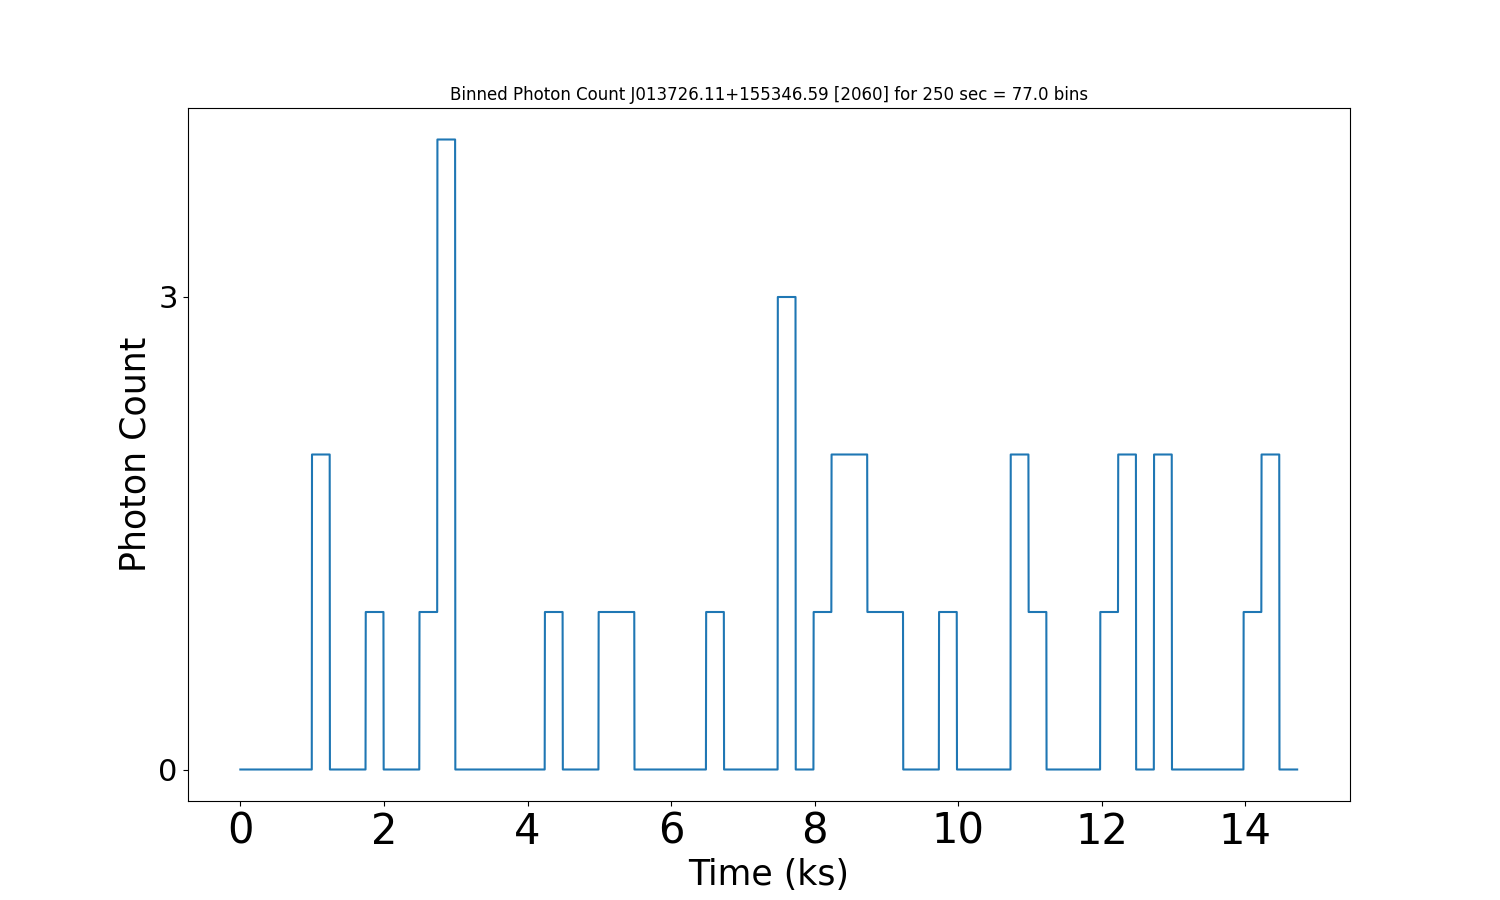 Binned Photon Count J013726.11+155346.59 [2060] for 250 sec = 77.0 bins
Photon Count
3
0
0 2 4 6 8 10 12 14
Time (ks)